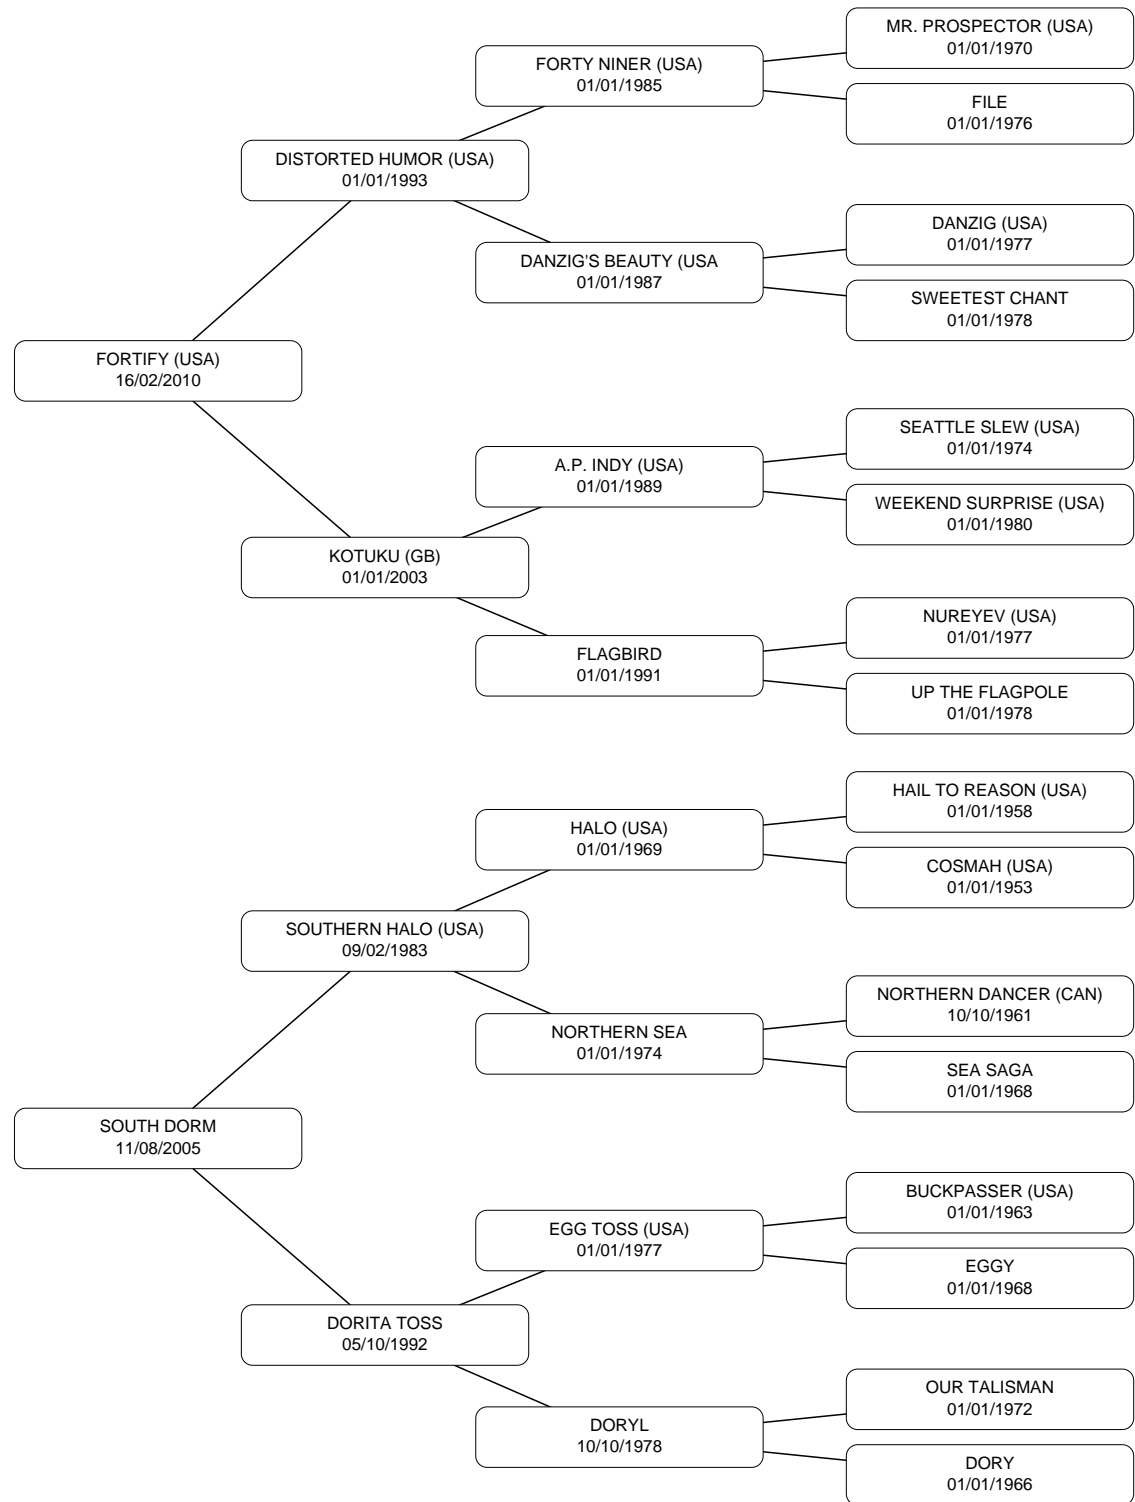 MR. PROSPECTOR (USA)
01/01/1970
FORTY NINER (USA)
01/01/1985
FILE
01/01/1976
DISTORTED HUMOR (USA)
01/01/1993
DANZIG (USA)
01/01/1977
DANZIG'S BEAUTY (USA
01/01/1987
SWEETEST CHANT
01/01/1978
FORTIFY (USA)
16/02/2010
SEATTLE SLEW (USA)
01/01/1974
A.P. INDY (USA)
01/01/1989
WEEKEND SURPRISE (USA)
01/01/1980
KOTUKU (GB)
01/01/2003
NUREYEV (USA)
01/01/1977
FLAGBIRD
01/01/1991
UP THE FLAGPOLE
01/01/1978
HAIL TO REASON (USA)
01/01/1958
HALO (USA)
01/01/1969
COSMAH (USA)
01/01/1953
SOUTHERN HALO (USA)
09/02/1983
NORTHERN DANCER (CAN)
10/10/1961
NORTHERN SEA
01/01/1974
SEA SAGA
01/01/1968
SOUTH DORM
11/08/2005
BUCKPASSER (USA)
01/01/1963
EGG TOSS (USA)
01/01/1977
EGGY
01/01/1968
DORITA TOSS
05/10/1992
OUR TALISMAN
01/01/1972
DORYL
10/10/1978
DORY
01/01/1966